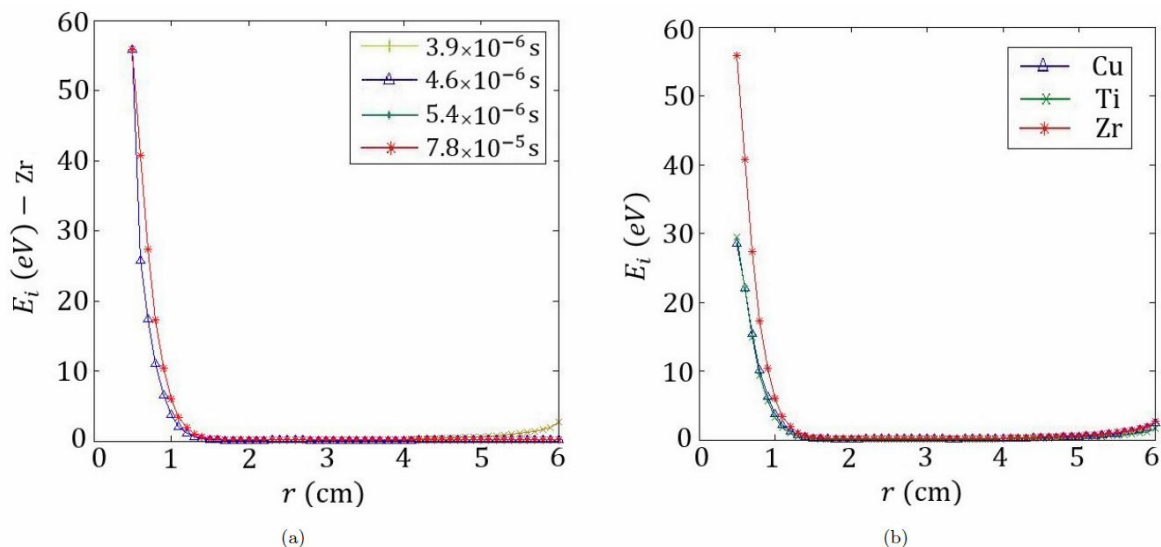 60
50
40
30
20
10
0
E_i (eV) − Zr
3.9×10⁻⁶ s
4.6×10⁻⁶ s
5.4×10⁻⁶ s
7.8×10⁻⁵ s
0 1 2 3 4 5 6
r (cm)
(a)
60
50
40
30
20
10
0
E_i (eV)
Cu
Ti
Zr
0 1 2 3 4 5 6
r (cm)
(b)